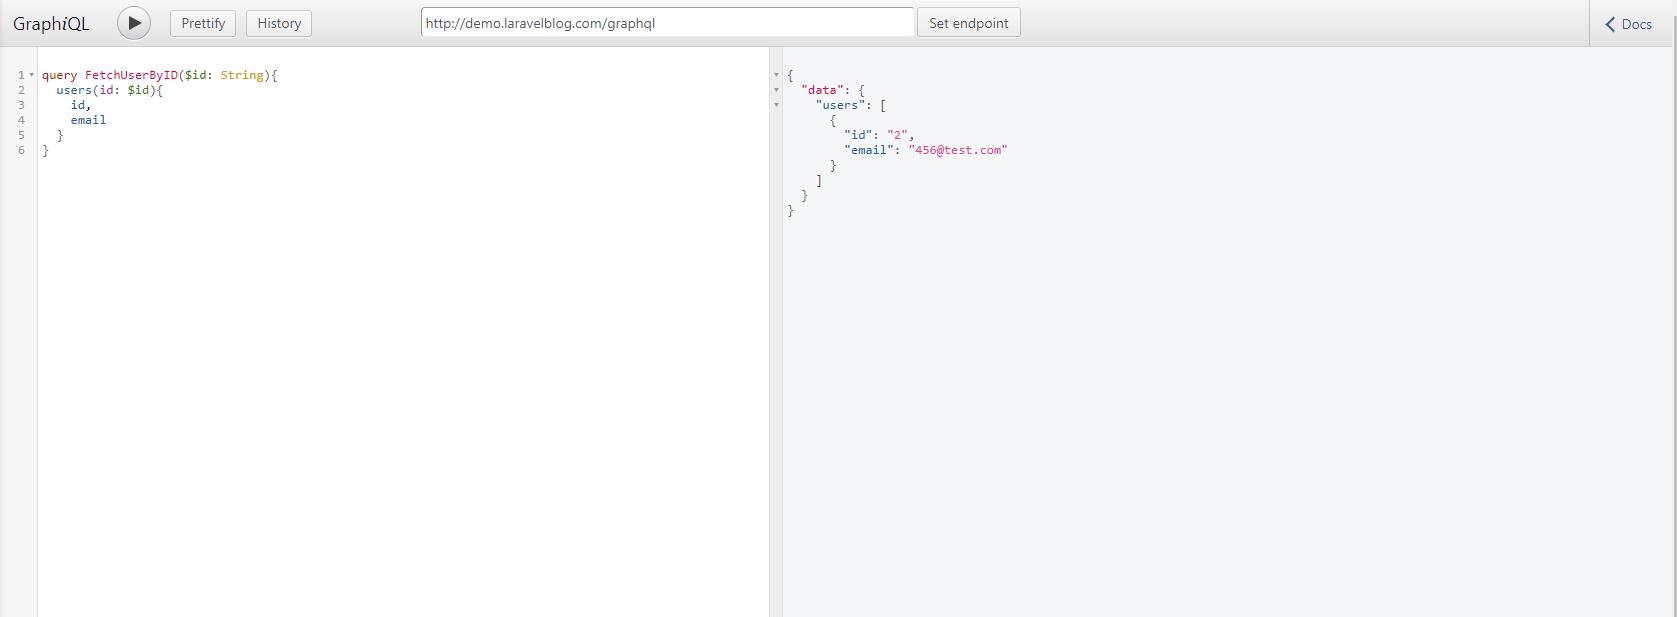 GraphiQL Prettify History http://demo.laravelblog.com/graphql Set endpoint Docs
1 query FetchUserByID($id: String){
2 users(id: $id){
3 id,
4 email
5 }
6 }
{
"data": {
"users": [
{
"id": "2",
"email": "456@test.com"
}
]
}
}